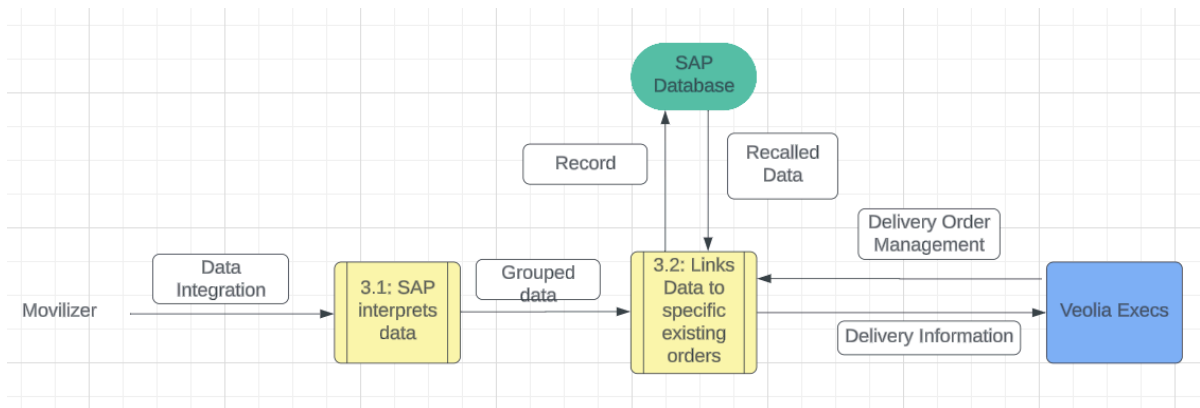 SAP
Database
Record
Recalled
Data
Delivery Order
Management
Data
Integration
Grouped
data
3.1: SAP
interprets
data
3.2: Links
Data to
specific
existing
orders
Movilizer
Veolia Execs
Delivery Information